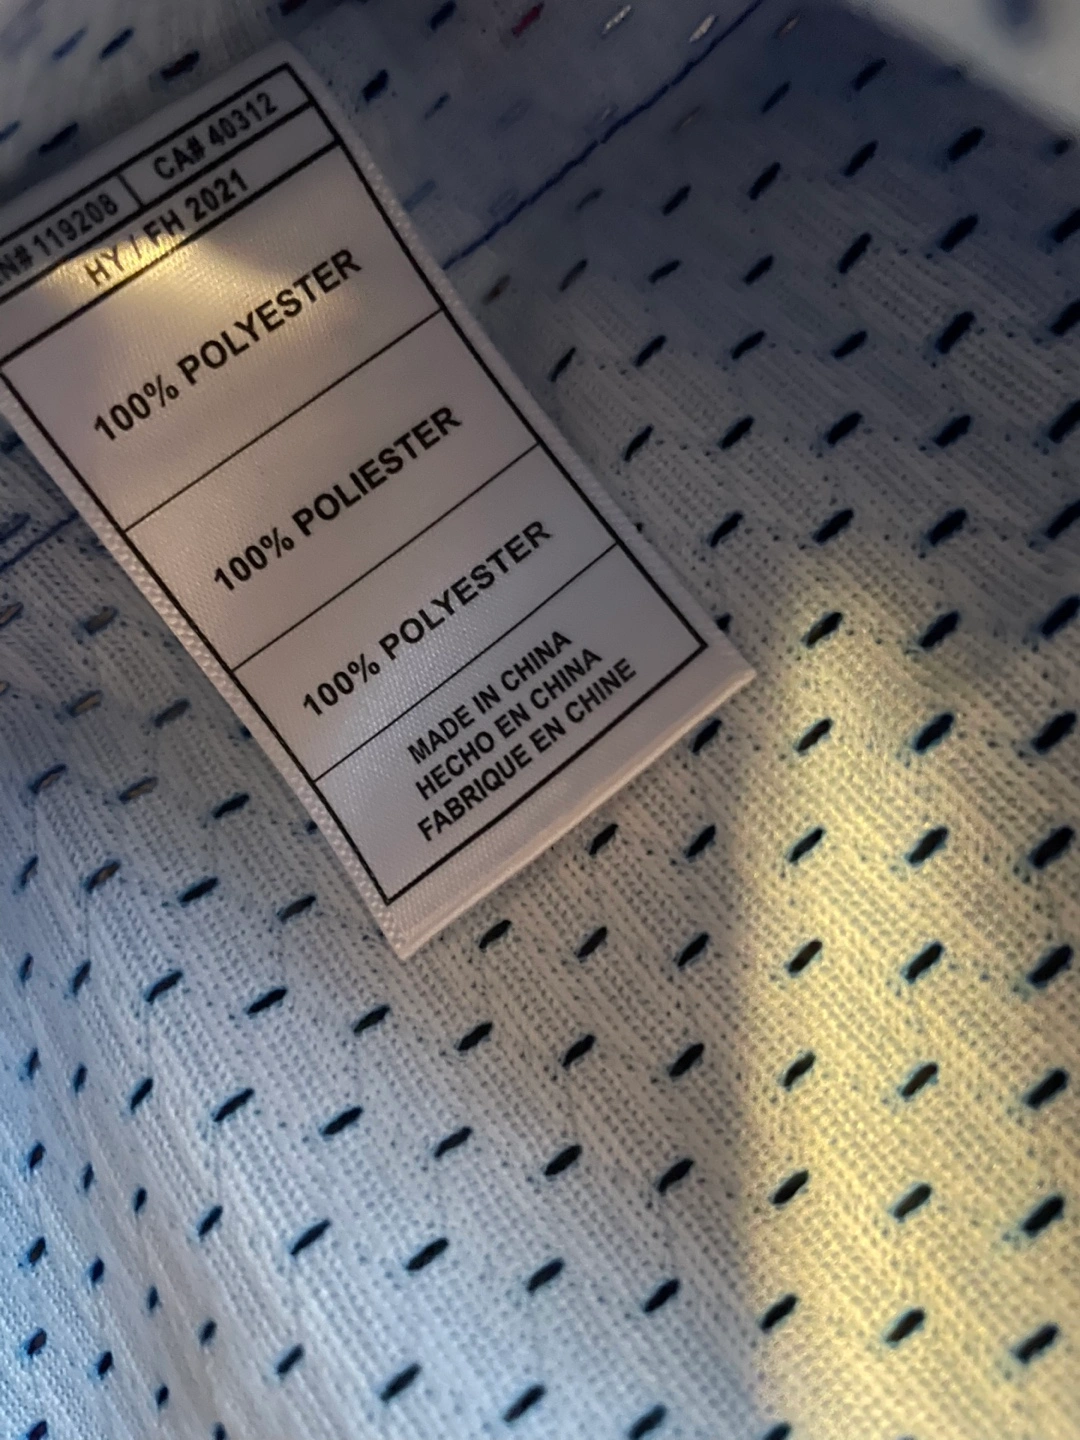 N# 119208 CA# 40312
HY / FH 2021
100% POLYESTER
100% POLIESTER
100% POLYESTER
MADE IN CHINA
HECHO EN CHINA
FABRIQUE EN CHINE